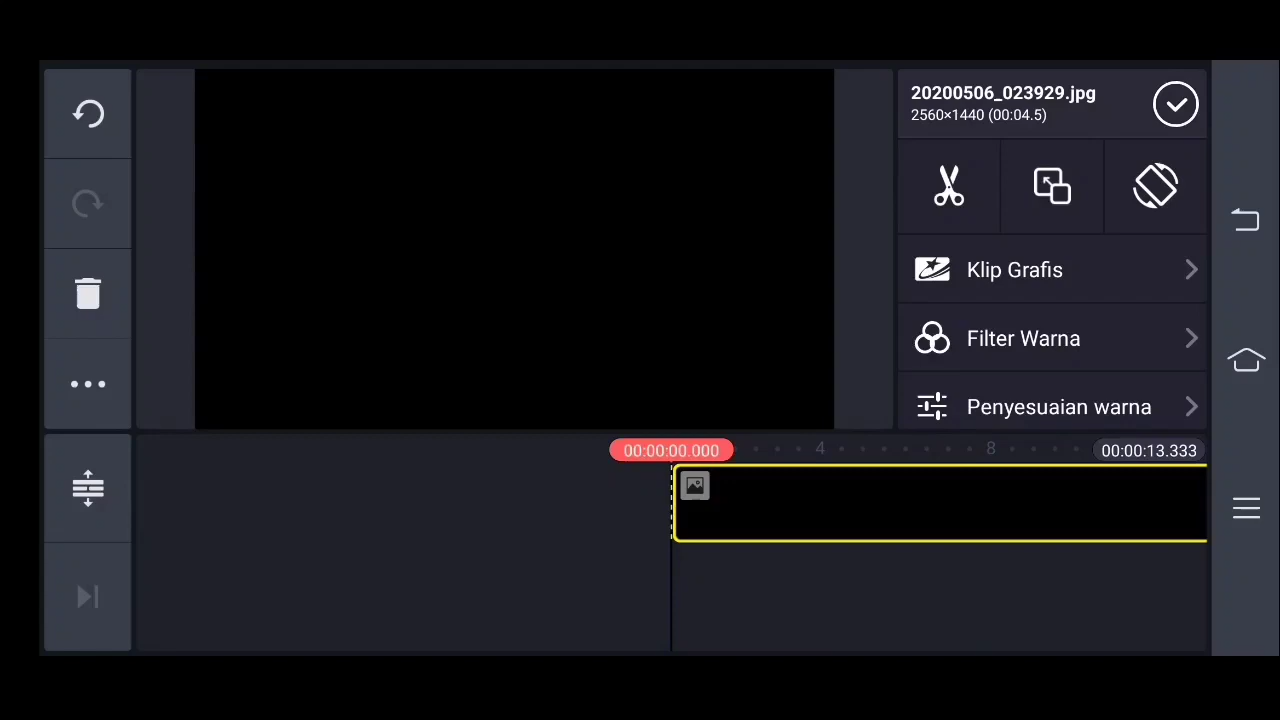 20200506_023929.jpg
2560×1440 (00:04.5)
Klip Grafis
Filter Warna
Penyesuaian warna
00:00:00.000
4
8
00:00:13.333